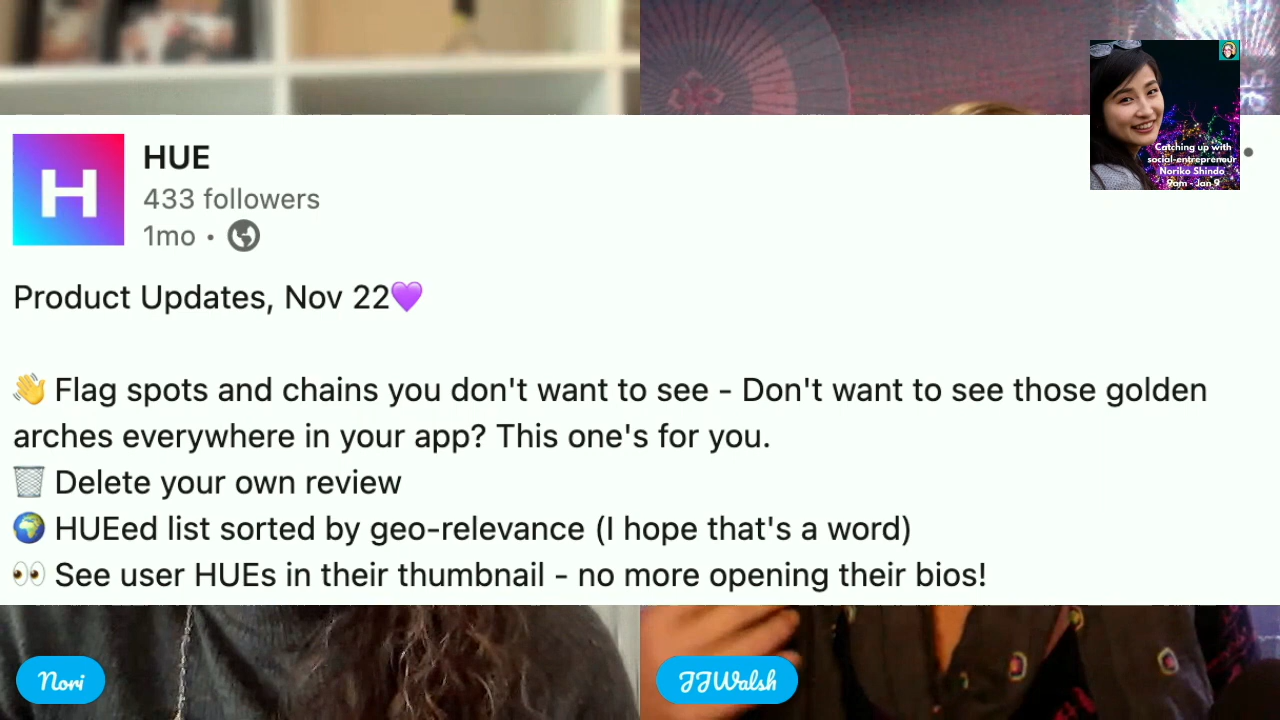 H
HUE
433 followers
1mo •
Product Updates, Nov 22💜
👋 Flag spots and chains you don't want to see - Don't want to see those golden
arches everywhere in your app? This one's for you.
🗑️ Delete your own review
🌍 HUEed list sorted by geo-relevance (I hope that's a word)
👀 See user HUEs in their thumbnail - no more opening their bios!
Catching up with
social-entrepreneur
Noriko Shindo
9am - Jan 9
Nori
JJWalsh